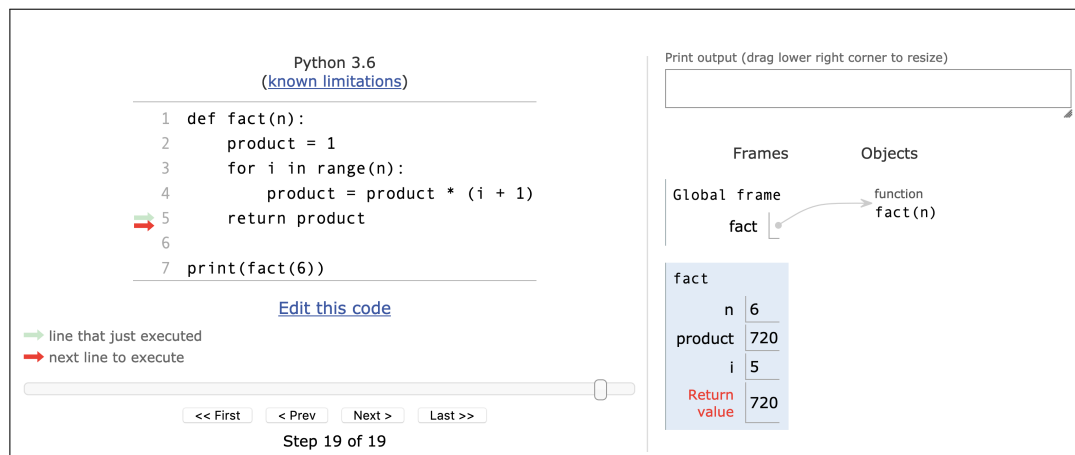 Python 3.6
(known limitations)
1 def fact(n):
2     product = 1
3     for i in range(n):
4         product = product * (i + 1)
5     return product
6
7 print(fact(6))
Edit this code
line that just executed
next line to execute
<< First
< Prev
Next >
Last >>
Step 19 of 19
Print output (drag lower right corner to resize)
Frames
Objects
Global frame
fact
function
fact(n)
fact
n 6
product 720
i 5
Return
value 720